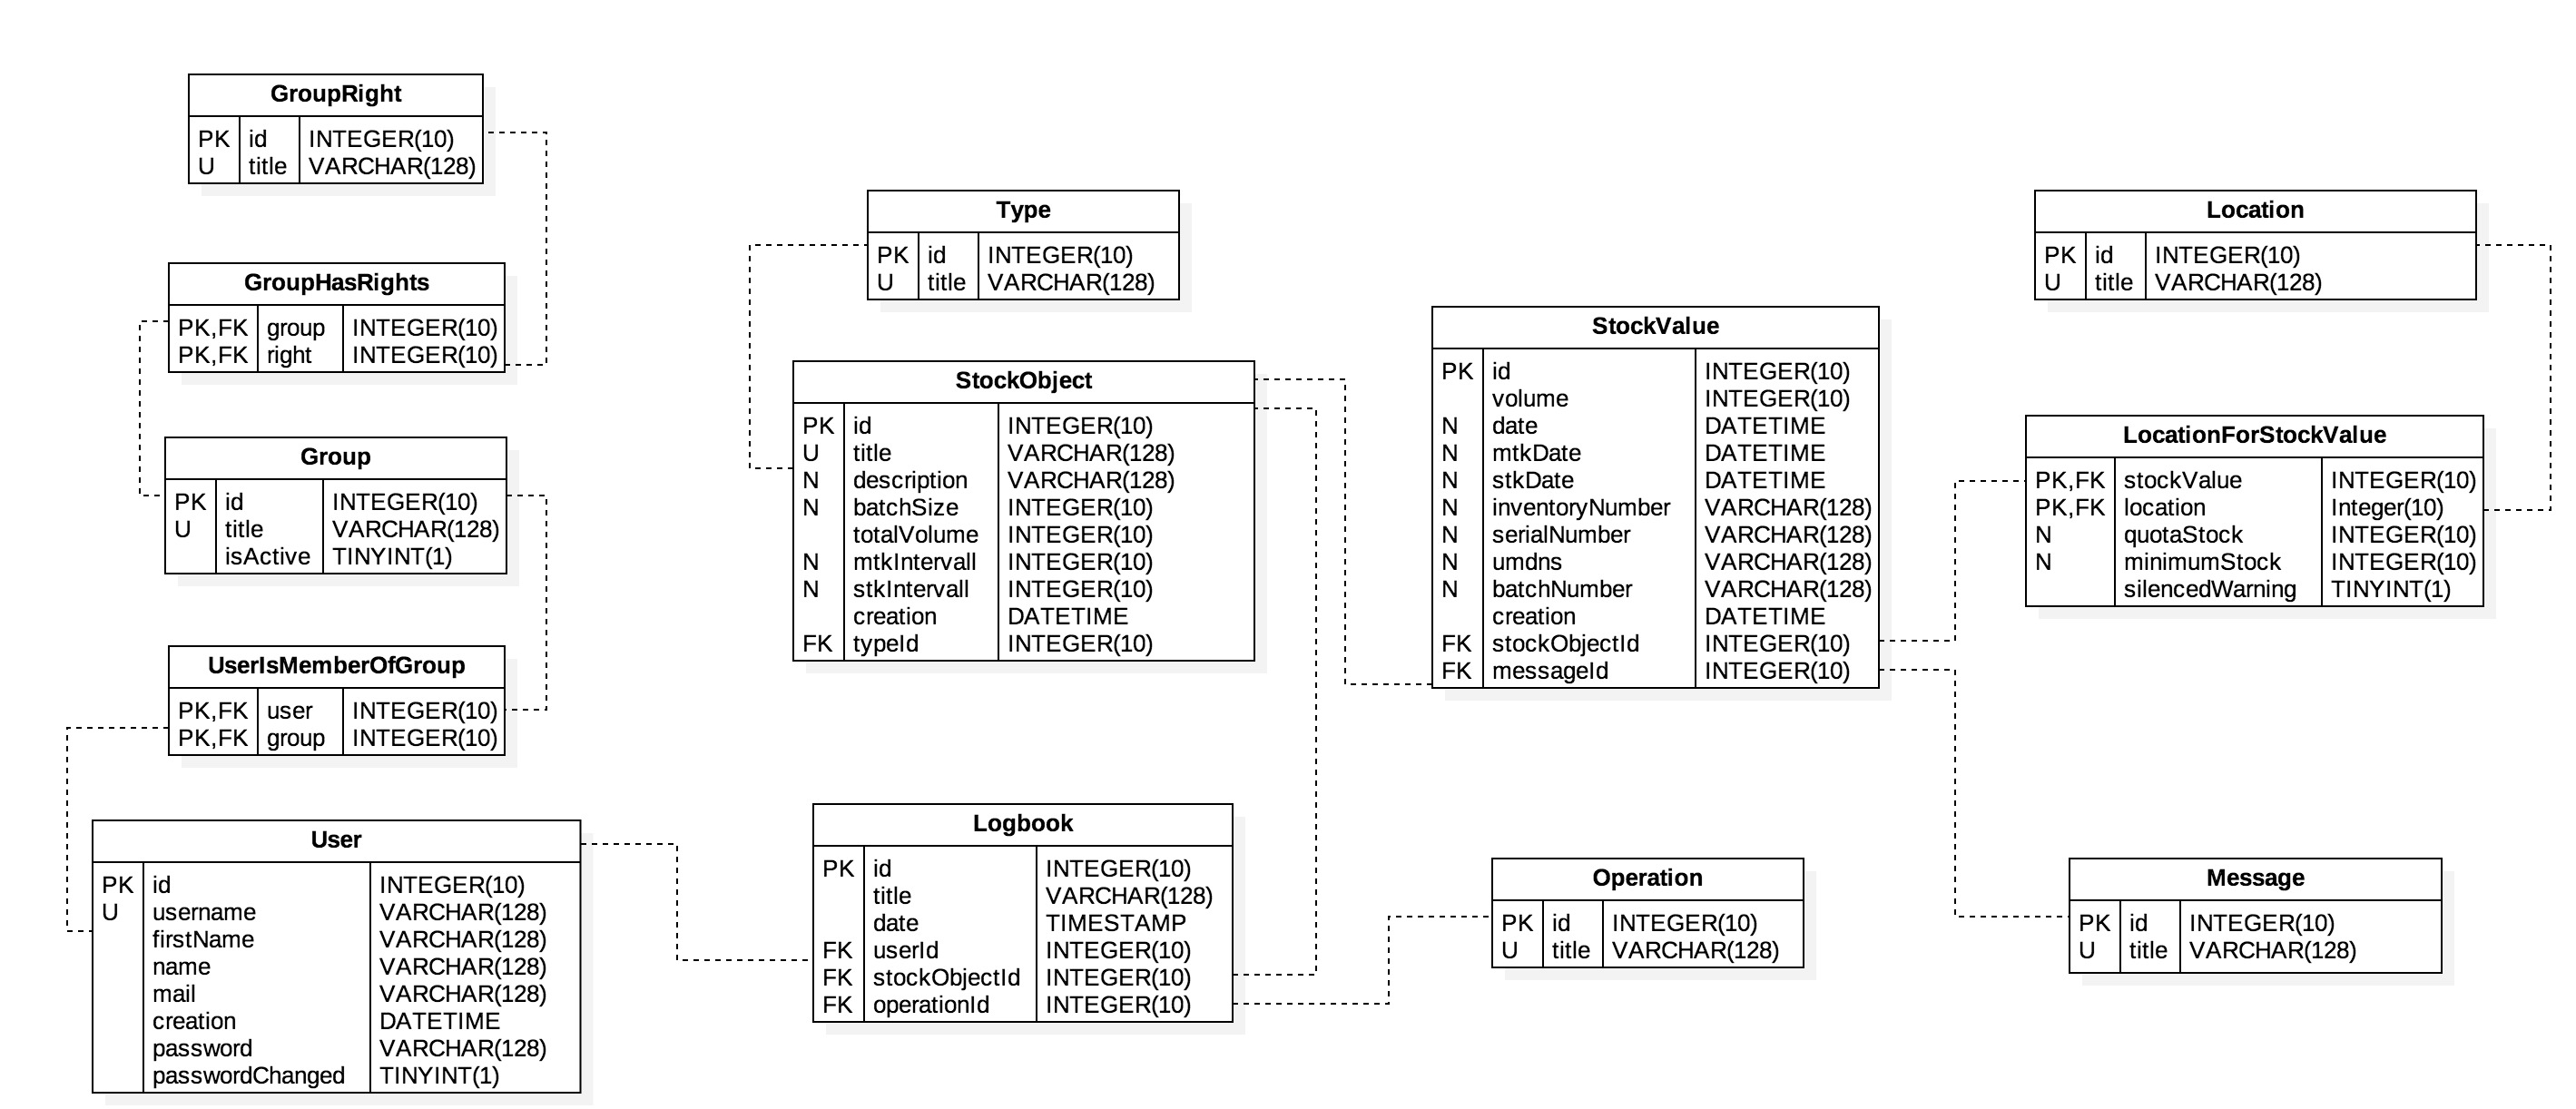 GroupRight
PK id INTEGER(10)
U title VARCHAR(128)
GroupHasRights
PK,FK group INTEGER(10)
PK,FK right INTEGER(10)
Group
PK id INTEGER(10)
U title VARCHAR(128)
isActive TINYINT(1)
UserIsMemberOfGroup
PK,FK user INTEGER(10)
PK,FK group INTEGER(10)
User
PK id INTEGER(10)
U username VARCHAR(128)
firstName VARCHAR(128)
name VARCHAR(128)
mail VARCHAR(128)
creation DATETIME
password VARCHAR(128)
passwordChanged TINYINT(1)
Type
PK id INTEGER(10)
U title VARCHAR(128)
StockObject
PK id INTEGER(10)
U title VARCHAR(128)
N description VARCHAR(128)
N batchSize INTEGER(10)
totalVolume INTEGER(10)
N mtkIntervall INTEGER(10)
N stkIntervall INTEGER(10)
creation DATETIME
FK typeId INTEGER(10)
Logbook
PK id INTEGER(10)
title VARCHAR(128)
date TIMESTAMP
FK userId INTEGER(10)
FK stockObjectId INTEGER(10)
FK operationId INTEGER(10)
StockValue
PK id INTEGER(10)
volume INTEGER(10)
N date DATETIME
N mtkDate DATETIME
N stkDate DATETIME
N inventoryNumber VARCHAR(128)
N serialNumber VARCHAR(128)
N umdns VARCHAR(128)
N batchNumber VARCHAR(128)
creation DATETIME
FK stockObjectId INTEGER(10)
FK messageId INTEGER(10)
Operation
PK id INTEGER(10)
U title VARCHAR(128)
Location
PK id INTEGER(10)
U title VARCHAR(128)
LocationForStockValue
PK,FK stockValue INTEGER(10)
PK,FK location Integer(10)
N quotaStock INTEGER(10)
N minimumStock INTEGER(10)
silencedWarning TINYINT(1)
Message
PK id INTEGER(10)
U title VARCHAR(128)